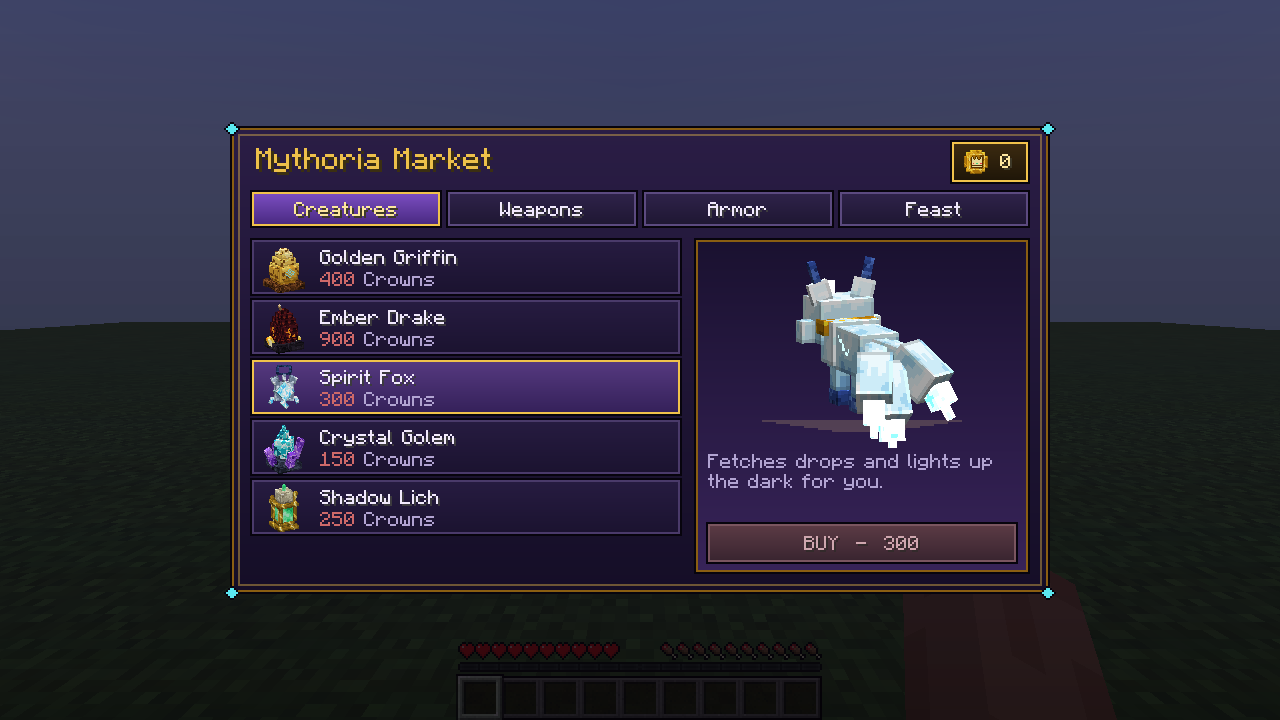 Mythoria Market
0
Creatures
Weapons
Armor
Feast
Golden Griffin
400 Crowns
Ember Drake
900 Crowns
Spirit Fox
300 Crowns
Crystal Golem
150 Crowns
Shadow Lich
250 Crowns
Fetches drops and lights up
the dark for you.
BUY - 300